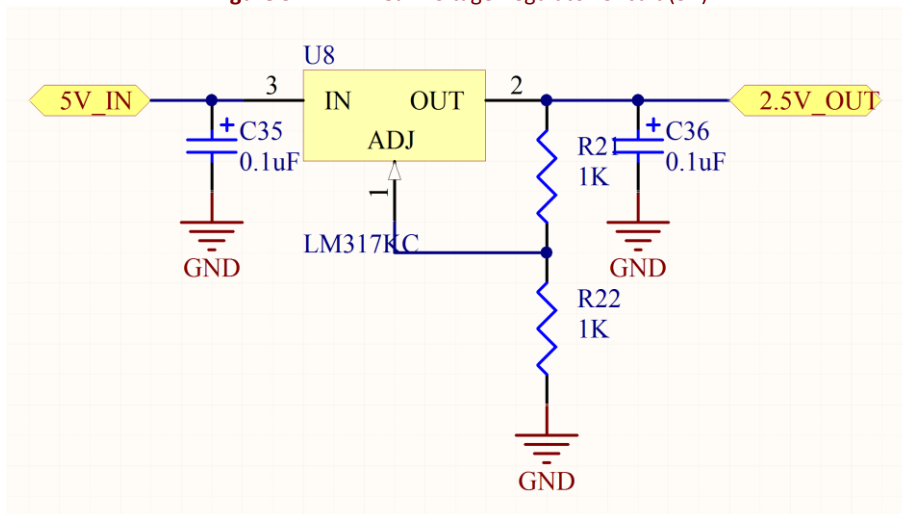 U8
5V_IN
3
IN
OUT
2
2.5V_OUT
ADJ
1
+
C35
0.1uF
R21
1K
+
C36
0.1uF
GND
LM317KC
GND
R22
1K
GND